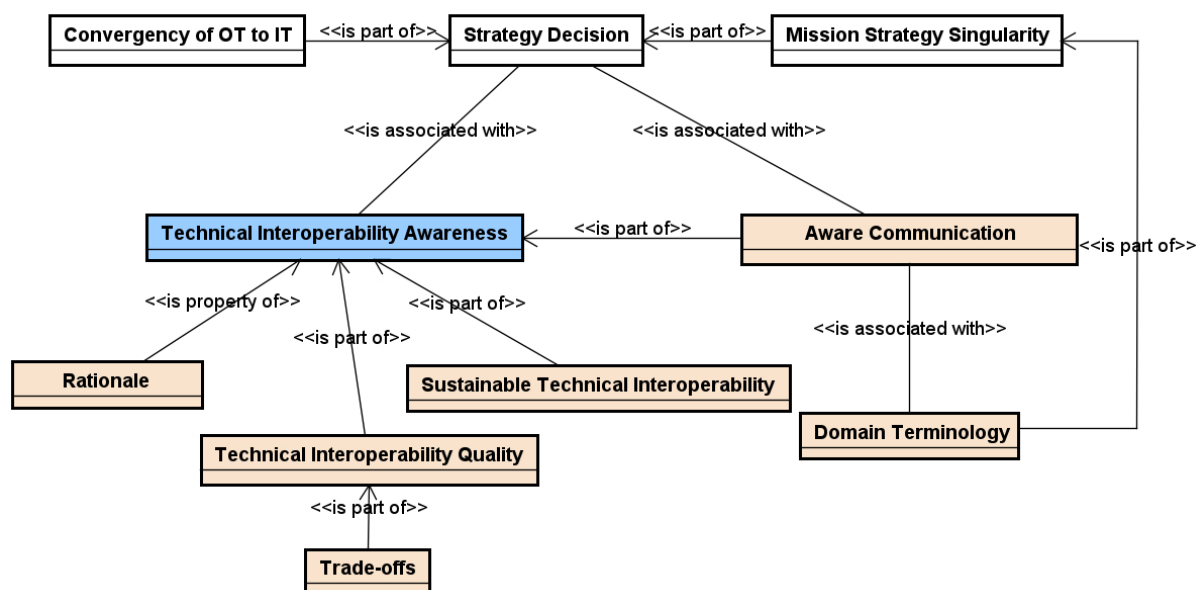 Convergency of OT to IT
<<is part of>>
Strategy Decision
<<is part of>>
Mission Strategy Singularity
<<is associated with>>
<<is associated with>>
Technical Interoperability Awareness
<<is part of>>
Aware Communication
<<is part of>>
<<is property of>>
<<is part of>>
<<is part of>>
<<is associated with>>
Rationale
Sustainable Technical Interoperability
Domain Terminology
Technical Interoperability Quality
<<is part of>>
Trade-offs